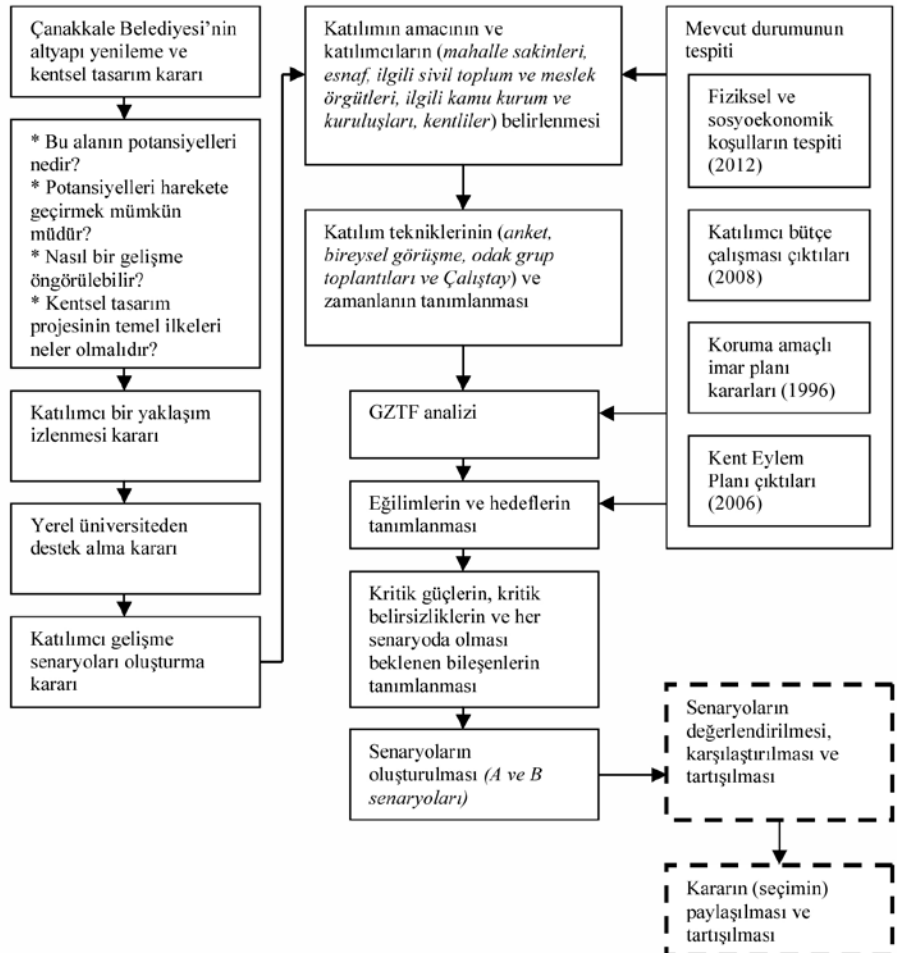 Çanakkale Belediyesi’nin
altyapı yenileme ve
kentsel tasarım kararı
* Bu alanın potansiyelleri
nedir?
* Potansiyelleri harekete
geçirmek mümkün
müdür?
* Nasıl bir gelişme
öngörülebilir?
* Kentsel tasarım
projesinin temel ilkeleri
neler olmalıdır?
Katılımcı bir yaklaşım
izlenmesi kararı
Yerel üniversiteden
destek alma kararı
Katılımcı gelişme
senaryoları oluşturma
kararı
Katılımın amacının ve
katılımcıların (mahalle sakinleri,
esnaf, ilgili sivil toplum ve meslek
örgütleri, ilgili kamu kurum ve
kuruluşları, kentliler) belirlenmesi
Katılım tekniklerinin (anket,
bireysel görüşme, odak grup
toplantıları ve Çalıştay) ve
zamanlanın tanımlanması
GZTF analizi
Eğilimlerin ve hedeflerin
tanımlanması
Kritik güçlerin, kritik
belirsizliklerin ve her
senaryoda olması
beklenen bileşenlerin
tanımlanması
Senaryoların
oluşturulması (A ve B
senaryoları)
Mevcut durumunun
tespiti
Fiziksel ve
sosyoekonomik
koşulların tespiti
(2012)
Katılımcı bütçe
çalışması çıktıları
(2008)
Koruma amaçlı
imar planı
kararları (1996)
Kent Eylem
Planı çıktıları
(2006)
Senaryoların
değerlendirilmesi,
karşılaştırılması ve
tartışılması
Kararın (seçimin)
paylaşılması ve
tartışılması